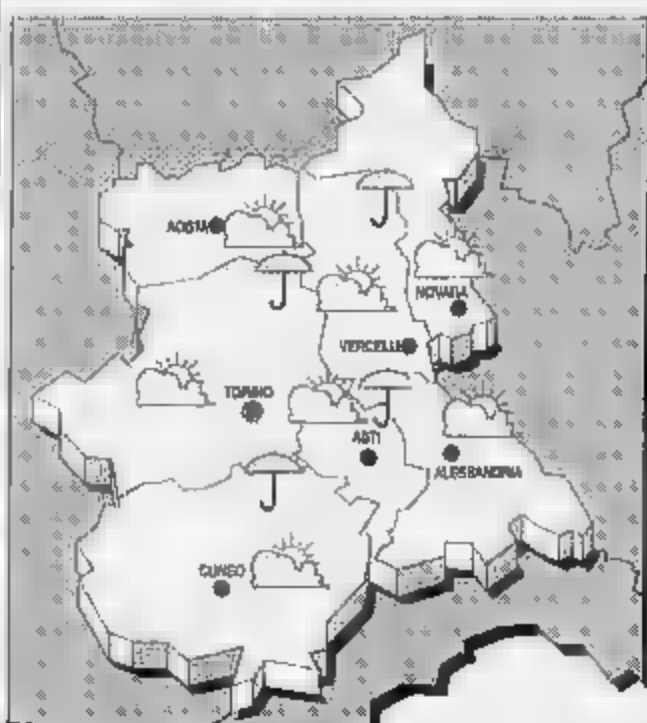 AOSTA
NOVARA
VERCELLI
TORINO
ASTI
ALESSANDRIA
CUNEO